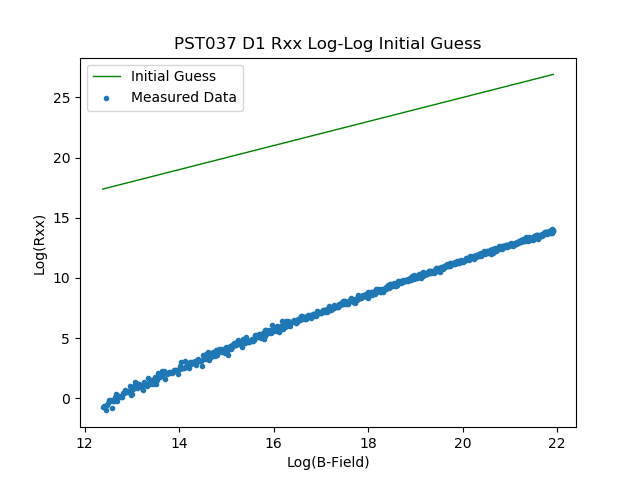 PST037 D1 Rxx Log-Log Initial Guess
Initial Guess
Measured Data
25
20
15
10
5
0
Log(Rxx)
12
14
16
18
20
22
Log(B-Field)